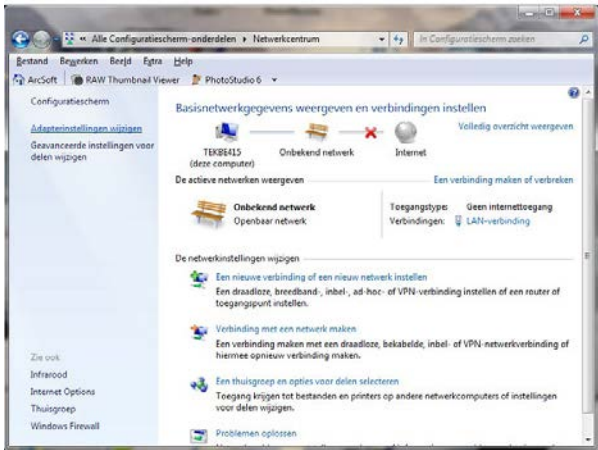 « Alle Configuratiescherm-onderdelen ▸ Netwerkcentrum
In Configuratiescherm zoeken
Bestand Bewerken Beeld Extra Help
ArcSoft RAW Thumbnail Viewer PhotoStudio 6
Configuratiescherm
Adapterinstellingen wijzigen
Geavanceerde instellingen voor
delen wijzigen
Zie ook
Infrarood
Internet Options
Thuisgroep
Windows Firewall
Basisnetwerkgegevens weergeven en verbindingen instellen
Volledig overzicht weergeven
TEKBE415
(deze computer)
Onbekend netwerk
Internet
De actieve netwerken weergeven
Een verbinding maken of verbreken
Onbekend netwerk
Openbaar netwerk
Toegangstype: Geen internettoegang
Verbindingen: LAN-verbinding
De netwerkinstellingen wijzigen
Een nieuwe verbinding of een nieuw netwerk instellen
Een draadloze, breedband-, inbel-, ad-hoc- of VPN-verbinding instellen of een router of
toegangspunt instellen.
Verbinding met een netwerk maken
Een verbinding maken met een draadloze, bekabelde, inbel- of VPN-netwerkverbinding of
hiermee opnieuw verbinding maken.
Een thuisgroep en opties voor delen selecteren
Toegang krijgen tot bestanden en printers op andere netwerkcomputers of instellingen
voor delen wijzigen.
Problemen oplossen